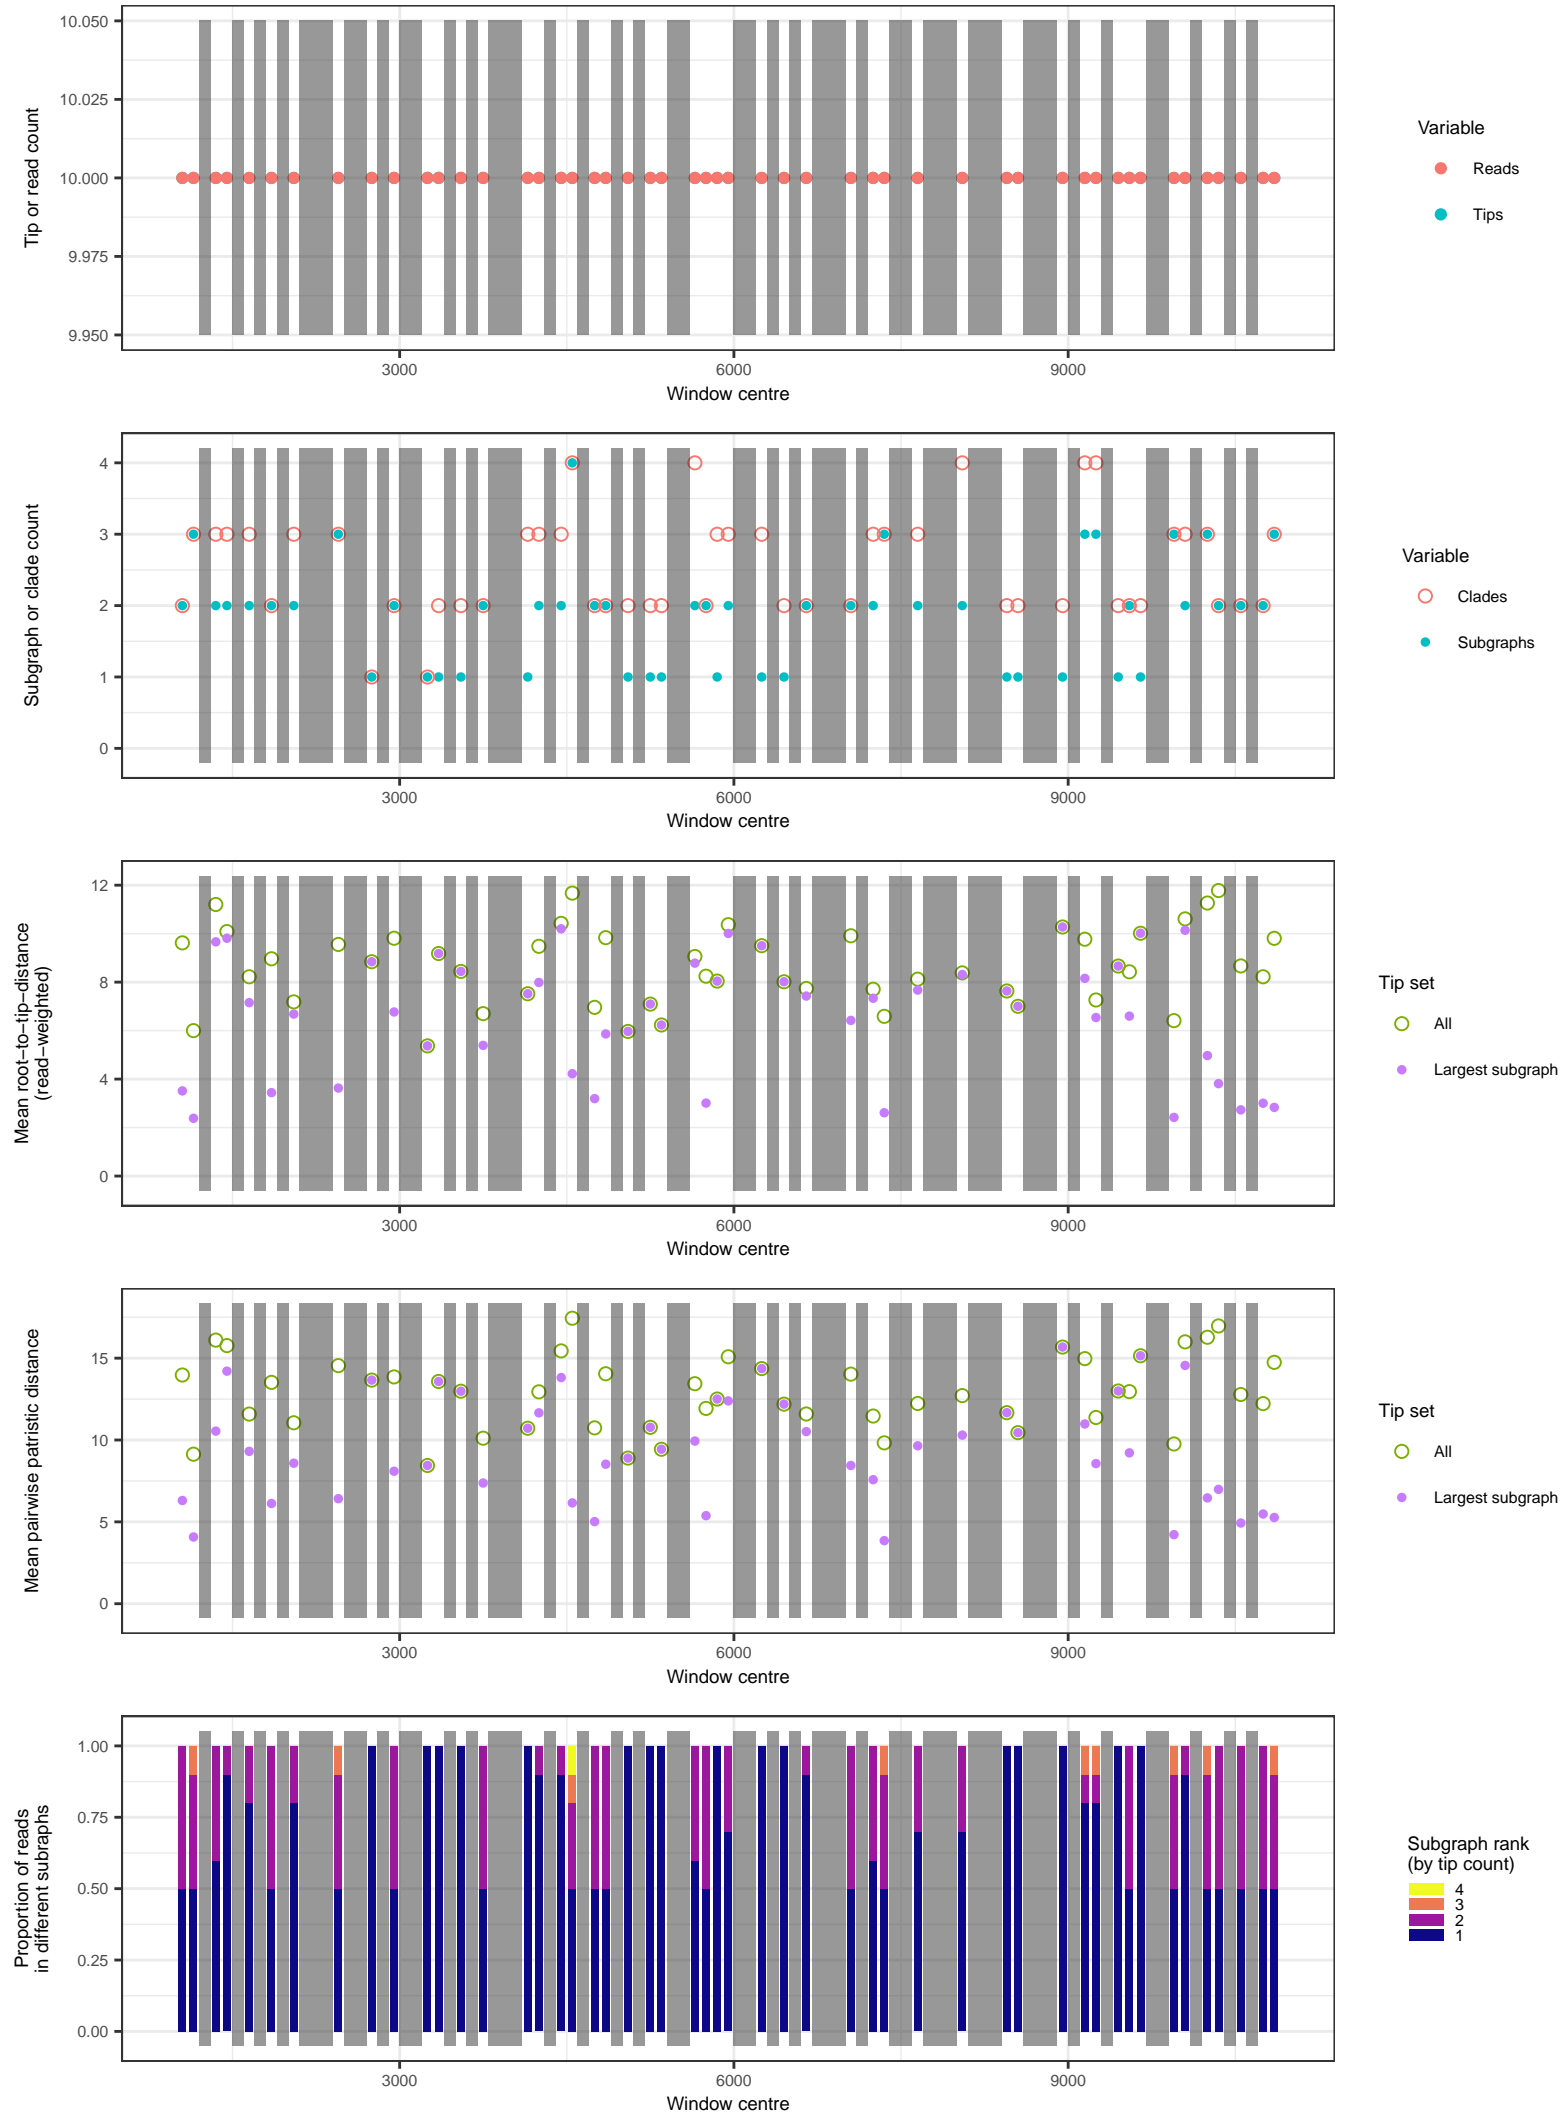 10.050
10.025
10.000
9.975
9.950
Tip or read count
3000
6000
9000
Window centre
Variable
Reads
Tips
4
3
2
1
0
Subgraph or clade count
3000
6000
9000
Window centre
Variable
Clades
Subgraphs
12
8
4
0
Mean root−to−tip−distance
(read−weighted)
3000
6000
9000
Window centre
Tip set
All
Largest subgraph
15
10
5
0
Mean pairwise patristic distance
3000
6000
9000
Window centre
Tip set
All
Largest subgraph
1.00
0.75
0.50
0.25
0.00
Proportion of reads
in different subraphs
3000
6000
9000
Window centre
Subgraph rank
(by tip count)
4
3
2
1